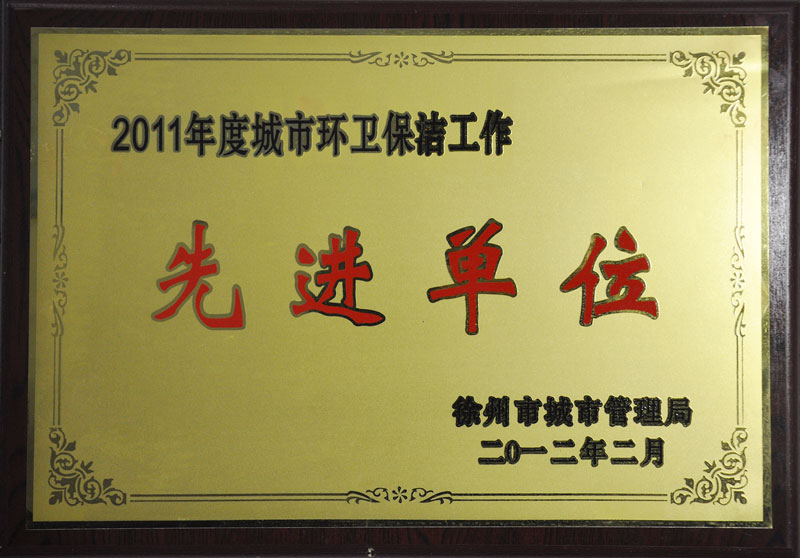 2011年度城市环卫保洁工作
先进单位
徐州市城市管理局
二0一二年二月